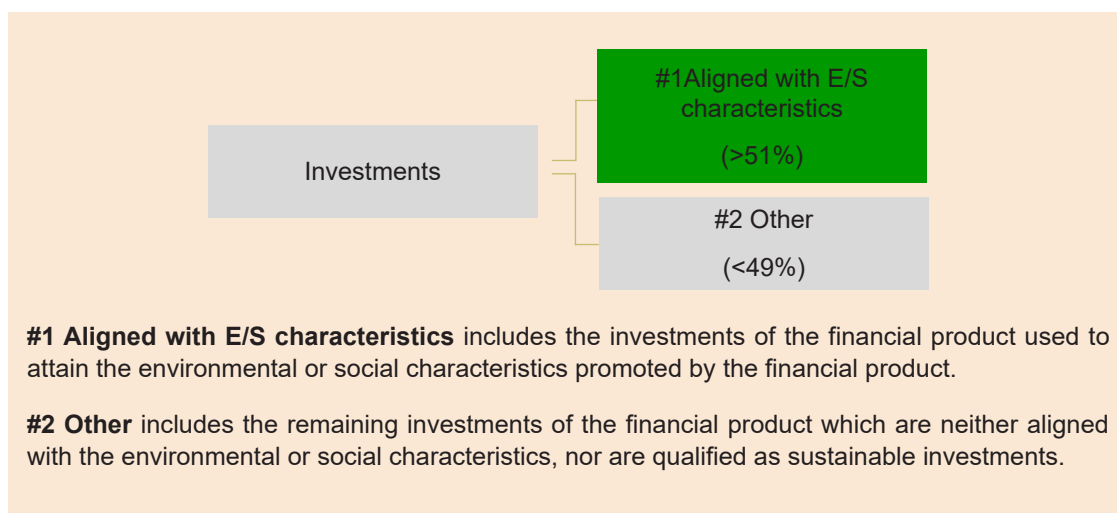 #1Aligned with E/S
characteristics
(>51%)
Investments
#2 Other
(<49%)
#1 Aligned with E/S characteristics includes the investments of the financial product used to
attain the environmental or social characteristics promoted by the financial product.
#2 Other includes the remaining investments of the financial product which are neither aligned
with the environmental or social characteristics, nor are qualified as sustainable investments.